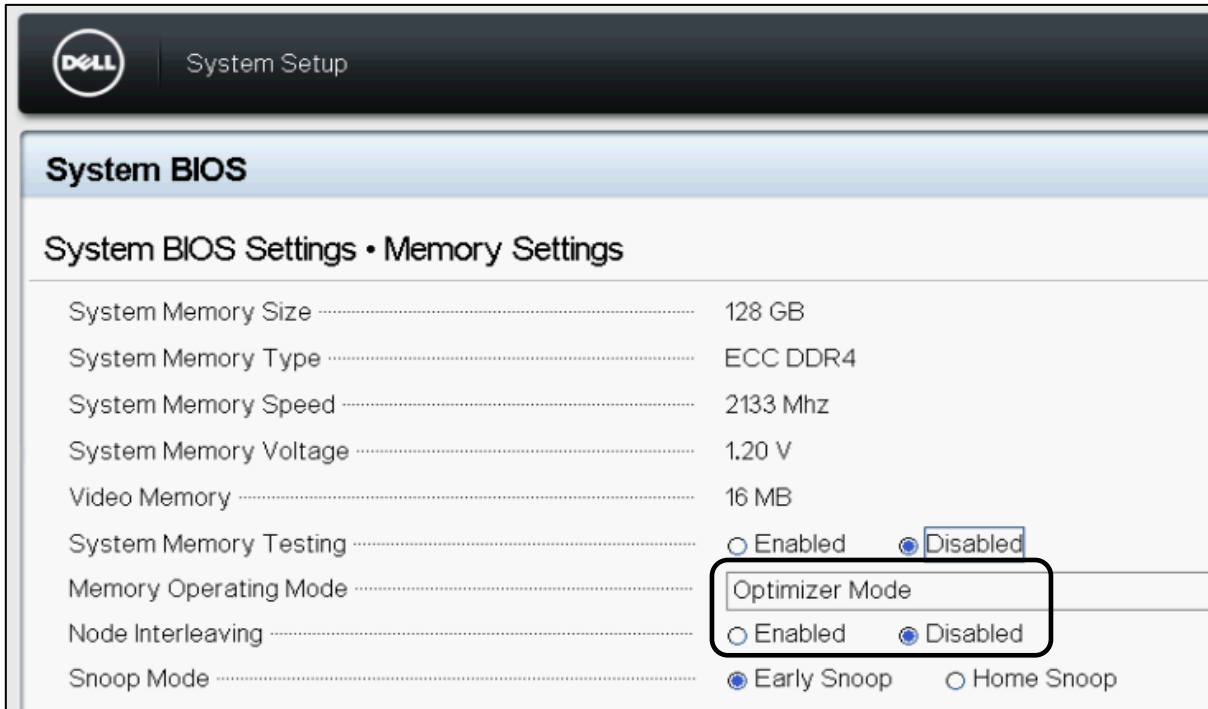 DELL
System Setup
System BIOS
System BIOS Settings • Memory Settings
System Memory Size 128 GB
System Memory Type ECC DDR4
System Memory Speed 2133 Mhz
System Memory Voltage 1.20 V
Video Memory 16 MB
System Memory Testing Enabled Disabled
Memory Operating Mode Optimizer Mode
Node Interleaving Enabled Disabled
Snoop Mode Early Snoop Home Snoop